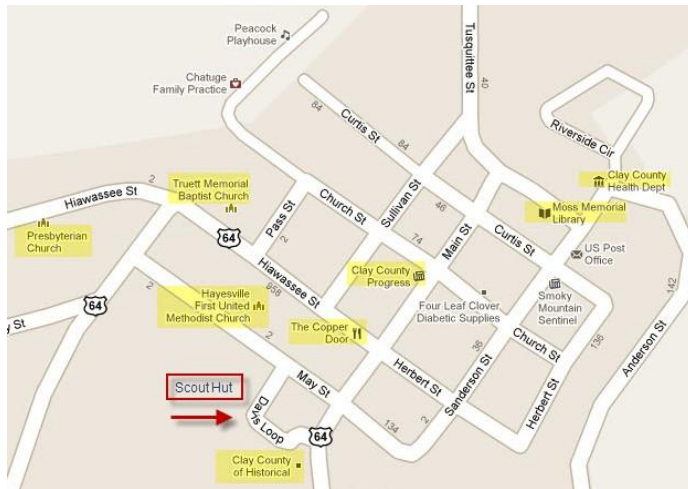 Peacock
Playhouse
Tusquittee St
40
Chatuge
Family Practice
84
Curtis St
84
Riverside Cir
2
Hiawassee St
Truett Memorial
Baptist Church
Clay County
Health Dept
Pass St
Church St
Sullivan St
46
Moss Memorial
Library
Presbyterian
Church
64
2
74
Main St
Curtis St
US Post
Office
Clay County
Progress
Hiawassee St
858
142
64
2
Hayesville
First United
Methodist Church
Four Leaf Clover
Diabetic Supplies
Smoky
Mountain
Sentinel
y St
2
The Copper
Door
Church St
136
Anderson St
36
Herbert St
Scout Hut
May St
Sanderson St
Herbert St
Davis Loop
134
2
64
Clay County
of Historical